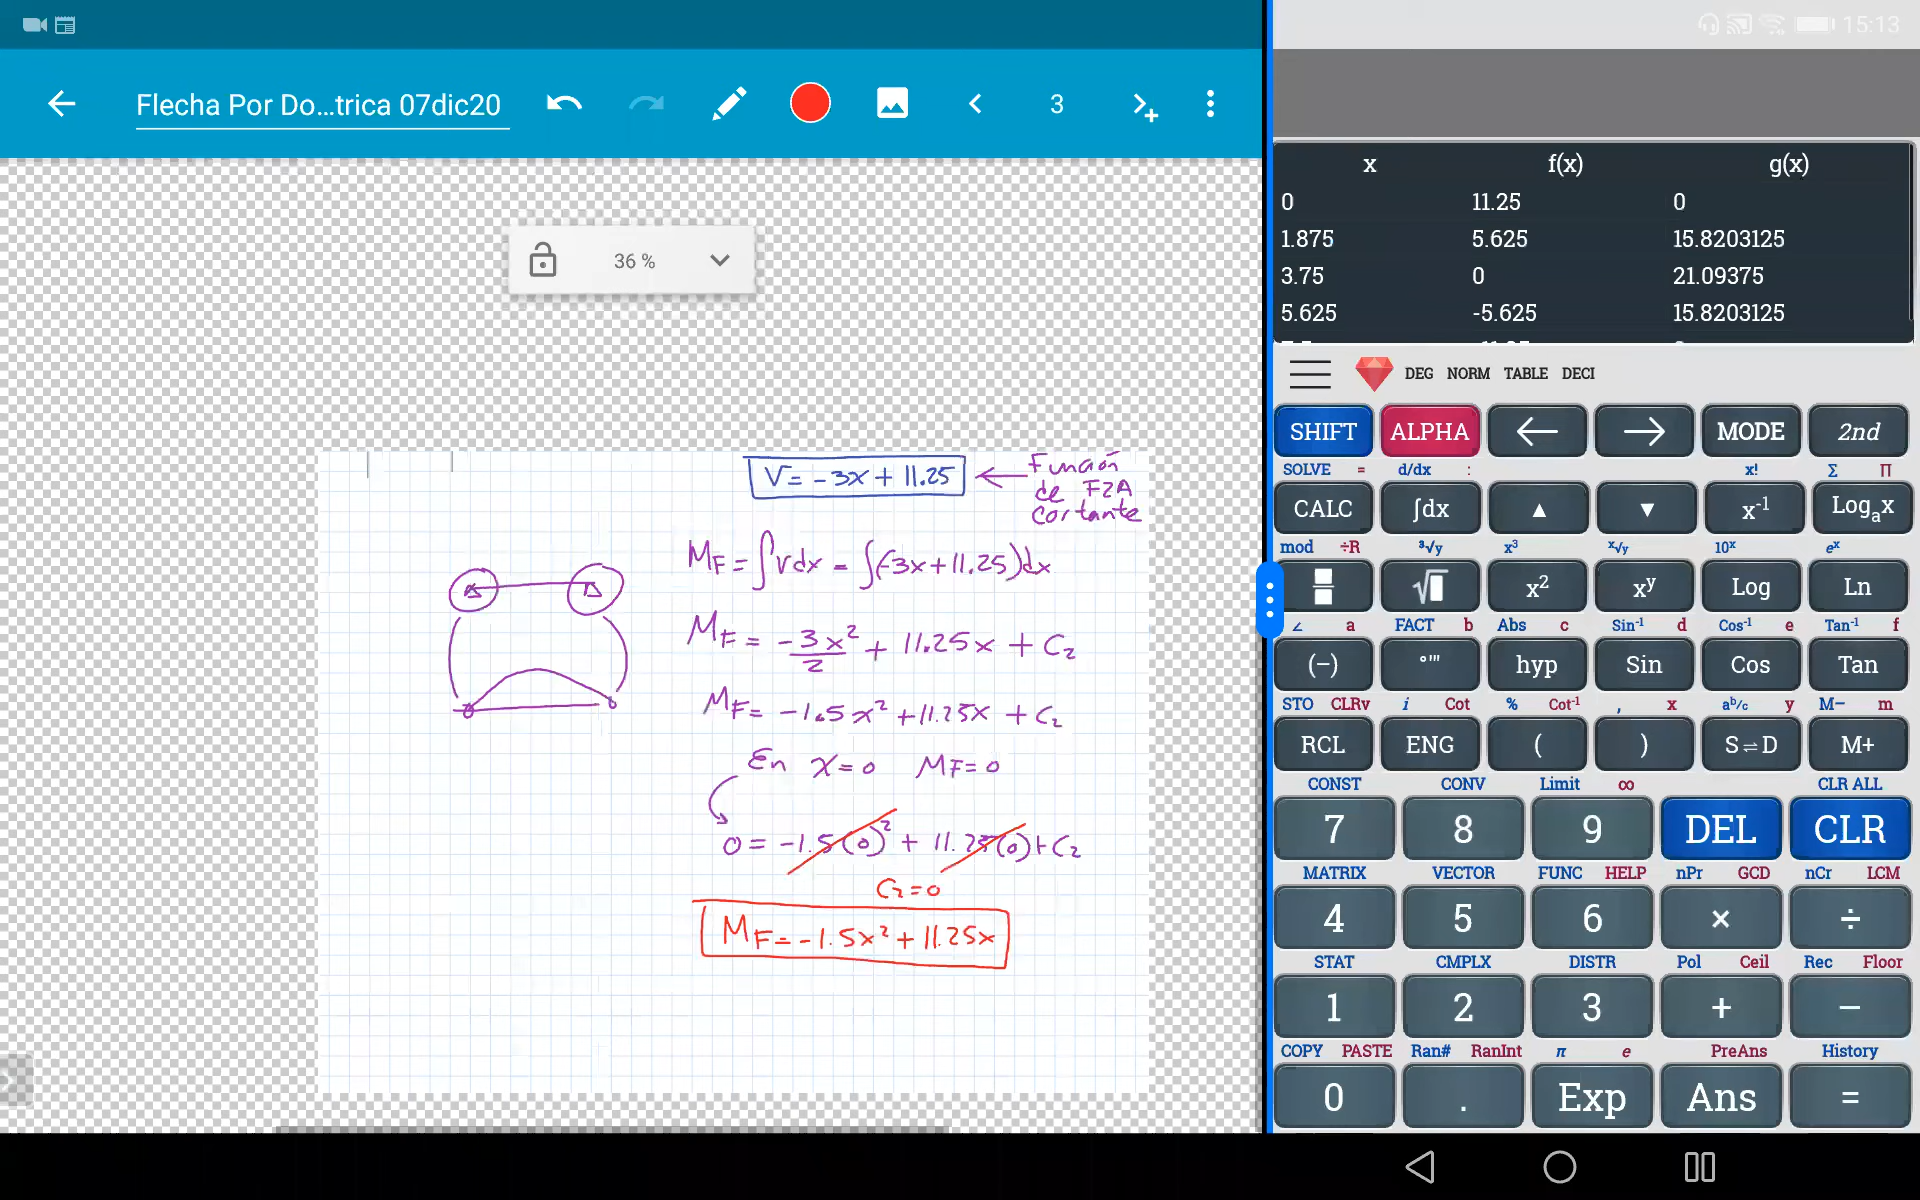 15:13
Flecha Por Do...trica 07dic20
3
36 %
V = -3x + 11.25
Función
de FZA
cortante
MF = ∫vdx = ∫(-3x+11.25)dx
MF = -3x²/2 + 11.25x + C2
MF = -1.5x² + 11.25x + C2
En x=0 MF=0
0 = -1.5(0)² + 11.25(0) + C2
C2=0
MF = -1.5x² + 11.25x
x f(x) g(x)
0 11.25 0
1.875 5.625 15.8203125
3.75 0 21.09375
5.625 -5.625 15.8203125
DEG NORM TABLE DECI
SHIFT ALPHA ← → MODE 2nd
SOLVE = d/dx : x! Σ Π
CALC ∫dx ▲ ▼ x⁻¹ Logₐx
mod ÷R ³√y x³ ˣ√y 10ˣ eˣ
√ x² xʸ Log Ln
∠ a FACT b Abs c Sin⁻¹ d Cos⁻¹ e Tan⁻¹ f
(−) °'" hyp Sin Cos Tan
STO CLRv i Cot % Cot⁻¹ , x aᵇ/c y M− m
RCL ENG ( ) S⇌D M+
CONST CONV Limit ∞ CLR ALL
7 8 9 DEL CLR
MATRIX VECTOR FUNC HELP nPr GCD nCr LCM
4 5 6 × ÷
STAT CMPLX DISTR Pol Ceil Rec Floor
1 2 3 + −
COPY PASTE Ran# RanInt π e PreAns History
0 . Exp Ans =